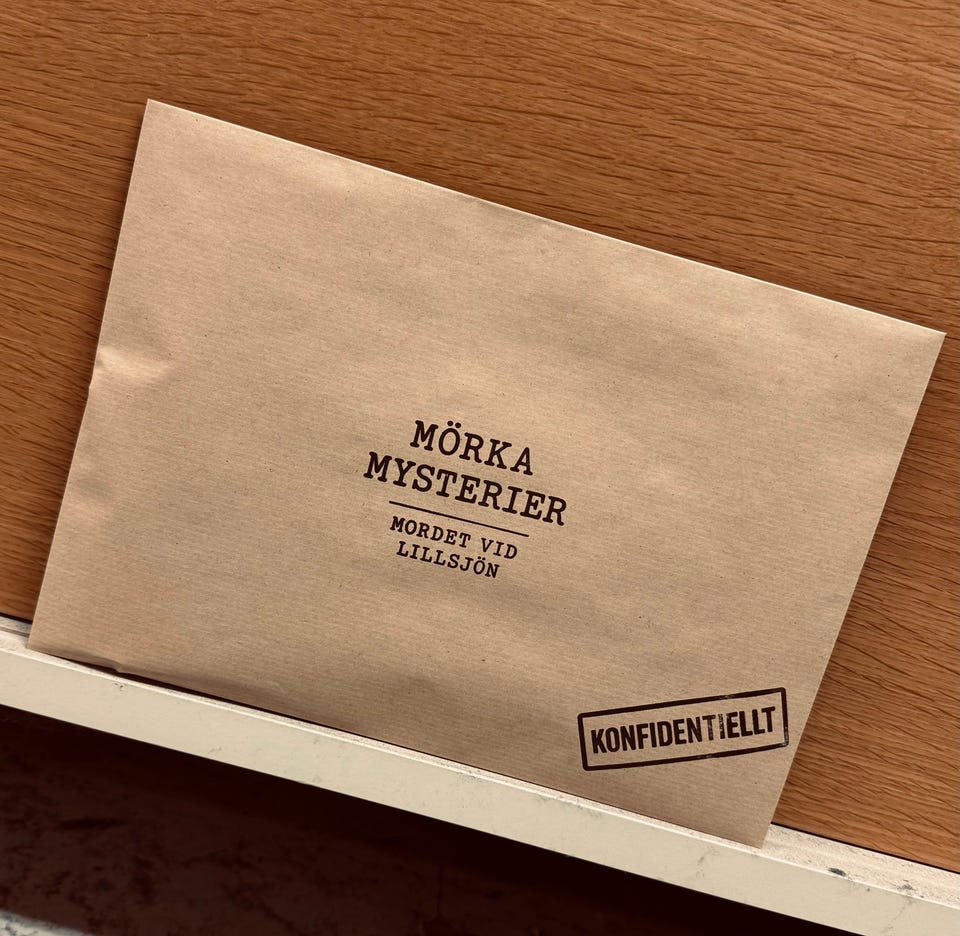 MÖRKA
MYSTERIER
MORDET VID
LILLSJÖN
KONFIDENTIELLT